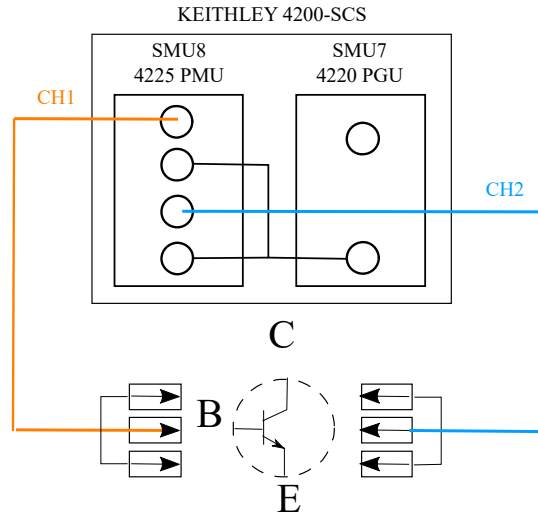 KEITHLEY 4200-SCS
SMU8
4225 PMU
SMU7
4220 PGU
CH1
CH2
C
B
E